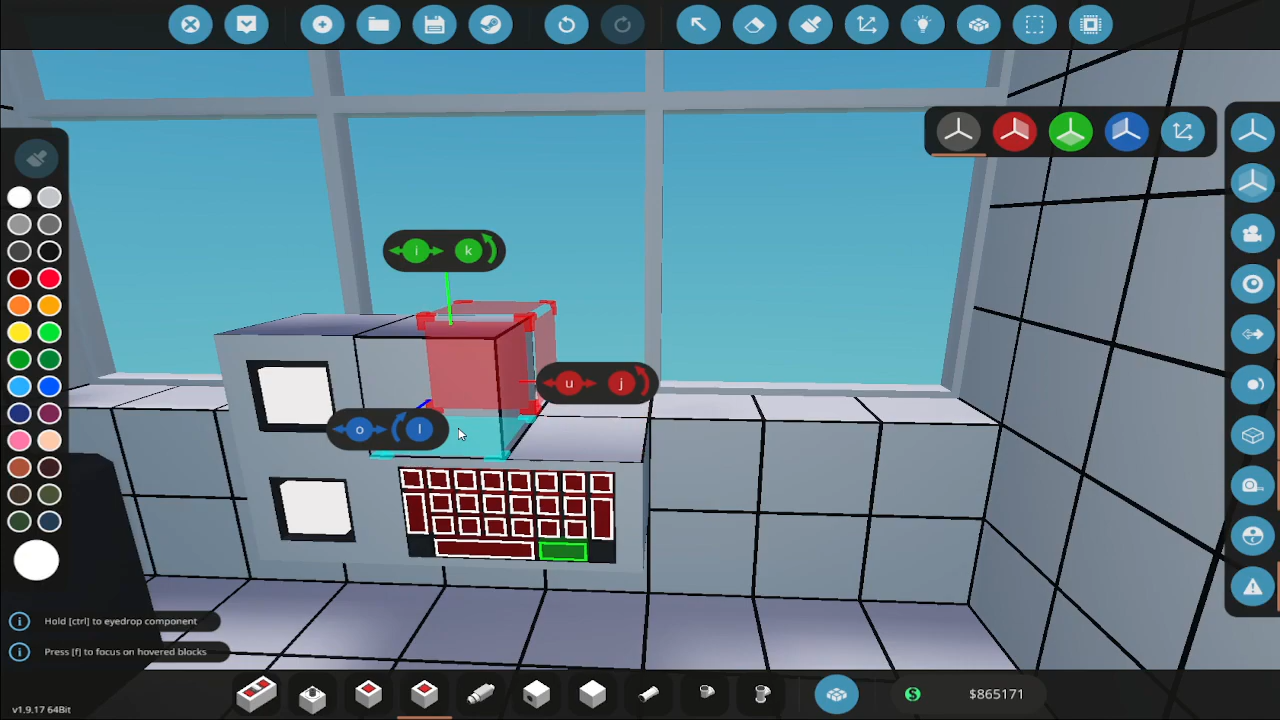 i k
u j
o l
Hold [ctrl] to eyedrop component
Press [f] to focus on hovered blocks
v1.9.17 64Bit
$ $865171